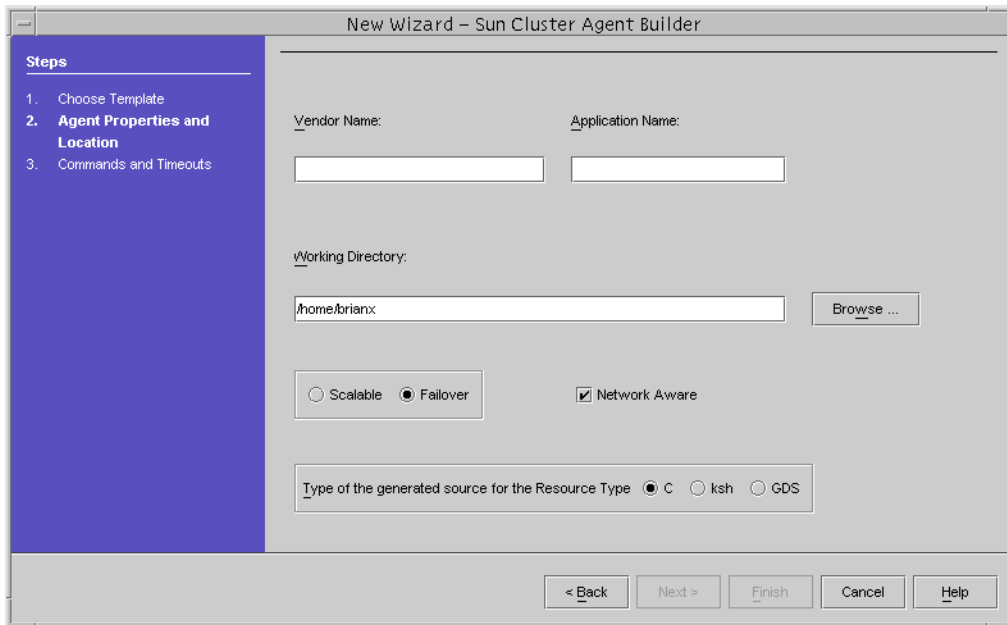 New Wizard – Sun Cluster Agent Builder
Steps
1. Choose Template
2. Agent Properties and
Location
3. Commands and Timeouts
Vendor Name:
Application Name:
Working Directory:
/home/brianx
Browse ...
Scalable
Failover
Network Aware
Type of the generated source for the Resource Type
C
ksh
GDS
< Back
Next >
Finish
Cancel
Help